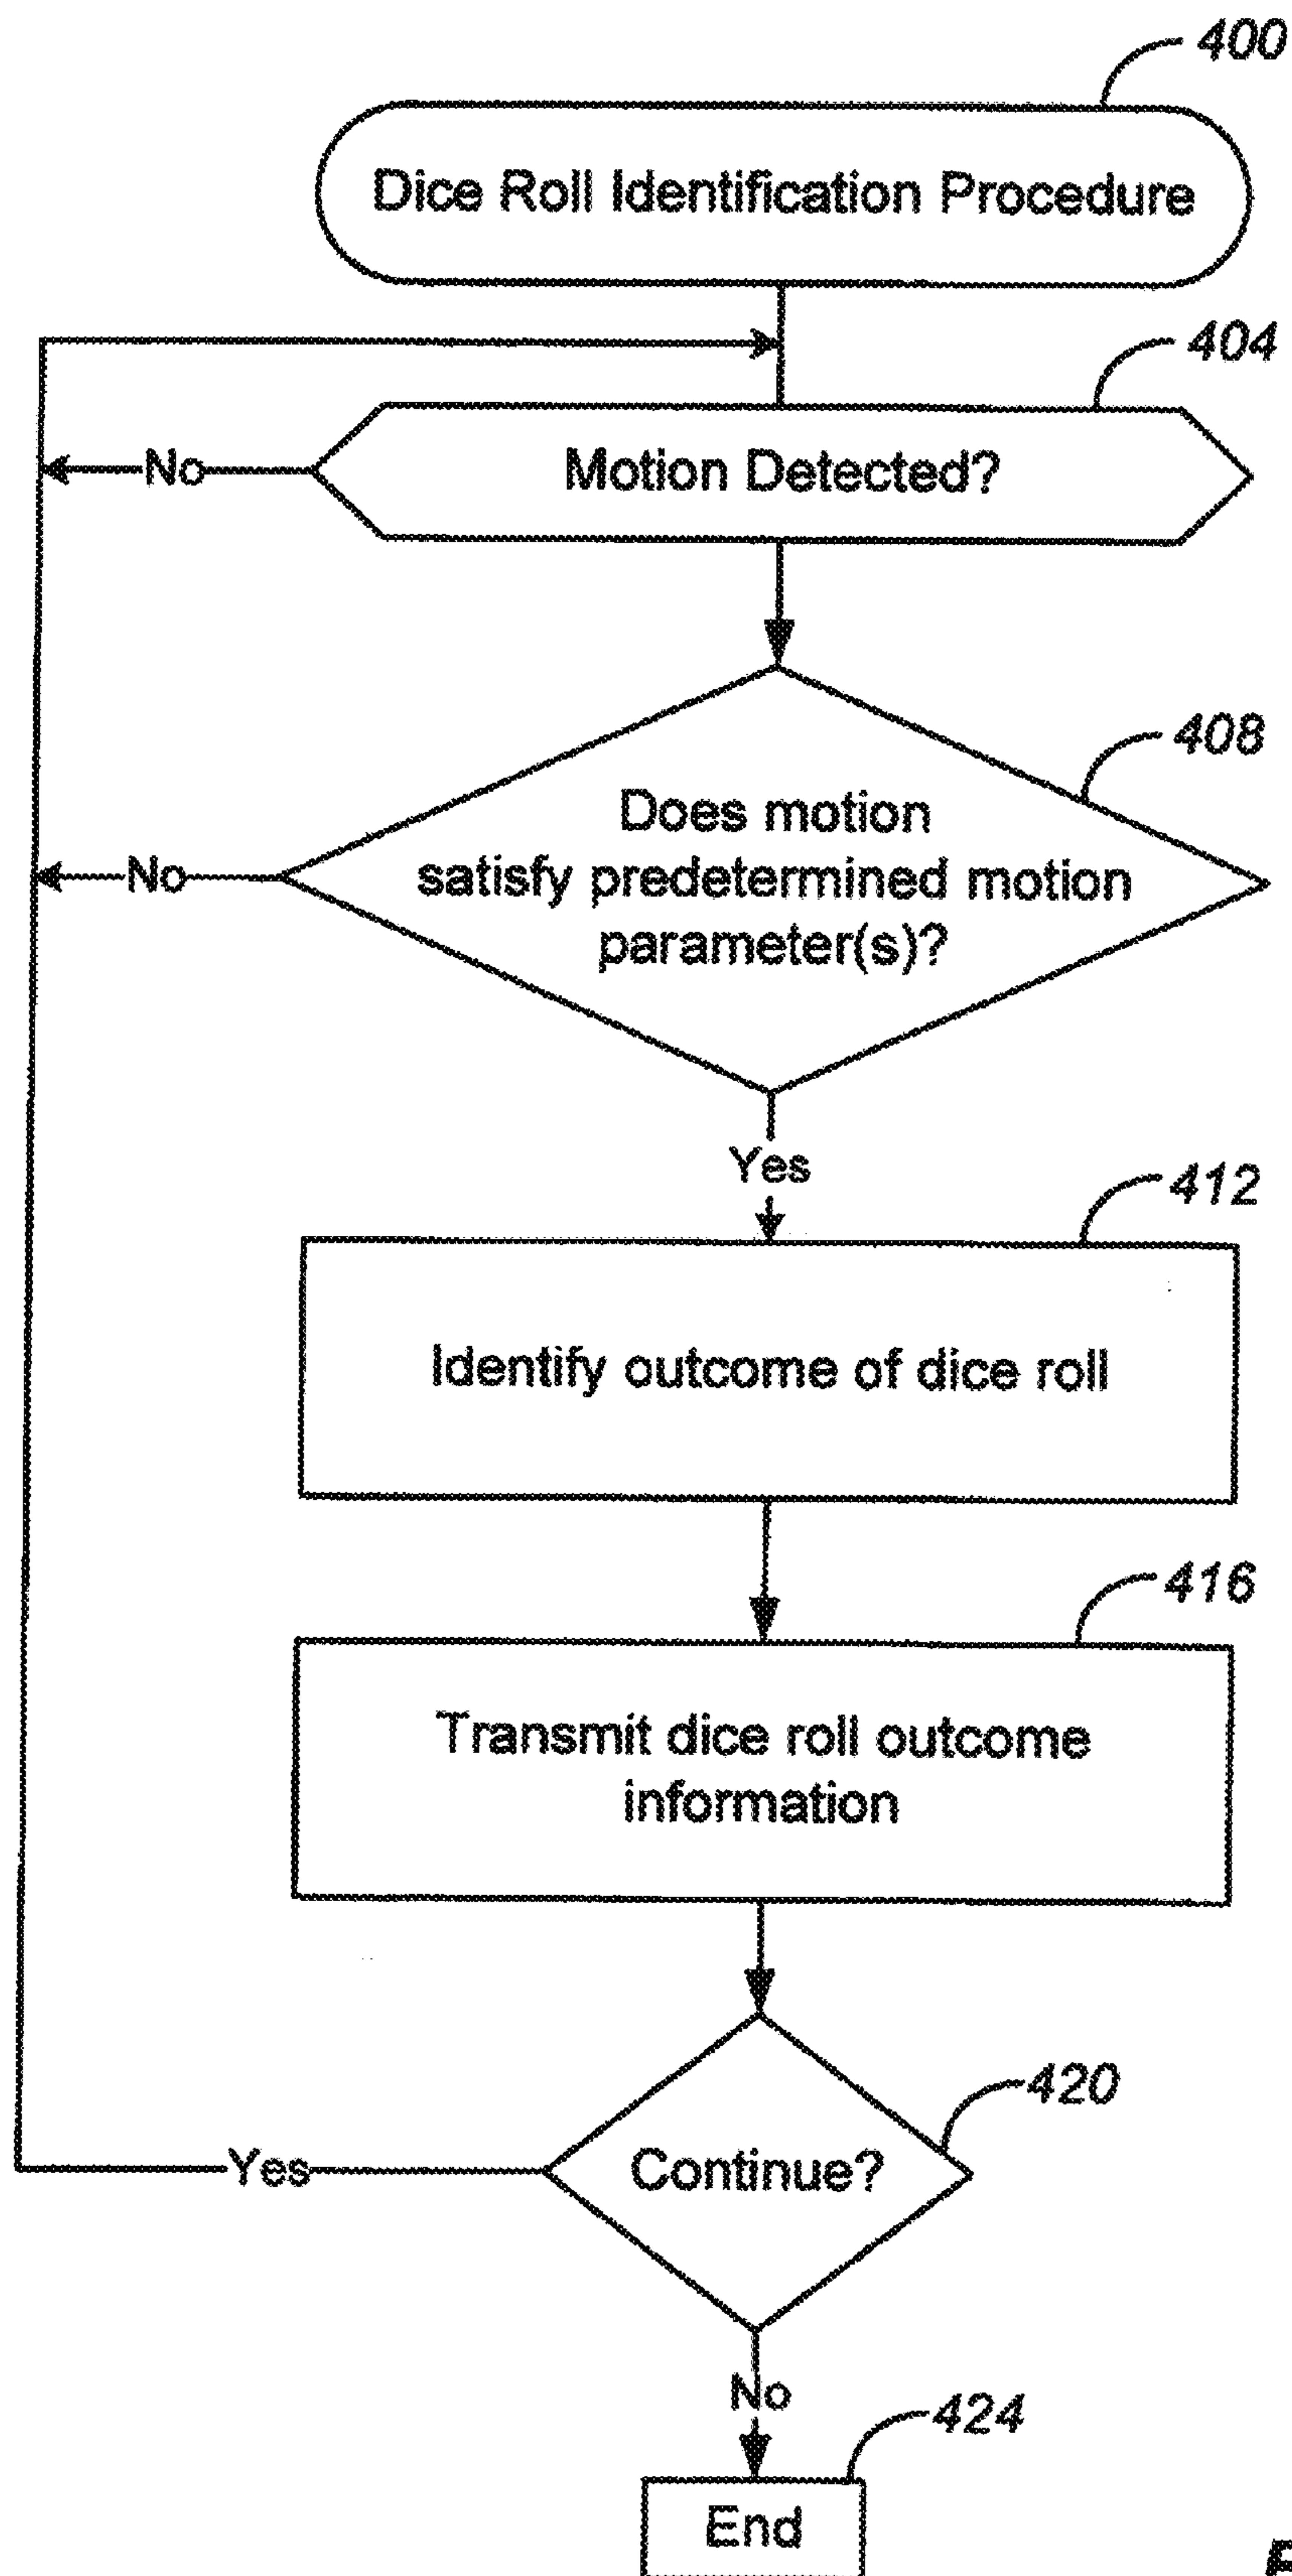 400
Dice Roll Identification Procedure
404
Motion Detected?
No
408
Does motion
satisfy predetermined motion
parameter(s)?
No
Yes
412
Identify outcome of dice roll
416
Transmit dice roll outcome
information
420
Continue?
Yes
No
424
End